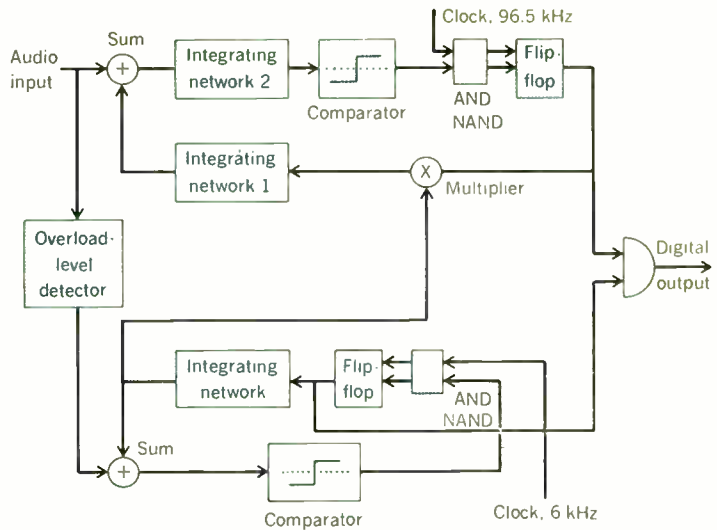 Clock, 96.5 kHz
Audio
input
Sum
+
Integrating
network 2
Comparator
AND
NAND
Flip-
flop
Integrating
network 1
X
Multiplier
Overload-
level
detector
Digital
output
Integrating
network
Flip-
flop
AND
NAND
Sum
+
Comparator
Clock, 6 kHz